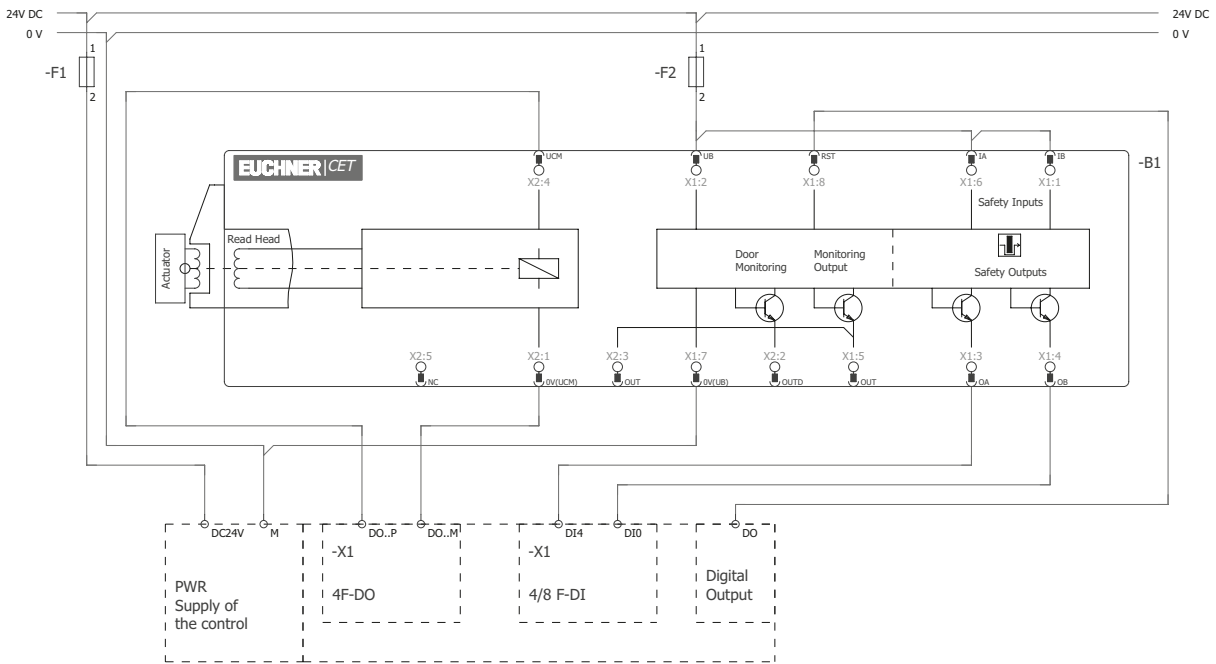 24V DC
24V DC
0 V
0 V
1
1
-F1
-F2
2
2
EUCHNER CET
UCM
UB
RST
IA
IB
-B1
X2:4
X1:2
X1:8
X1:6
X1:1
Safety Inputs
Read Head
Actuator
Door
Monitoring
Monitoring
Output
Safety Outputs
X2:5
X2:1
X2:3
X1:7
X2:2
X1:5
X1:3
X1:4
NC
0V(UCM)
OUT
0V(UB)
OUTD
OUT
OA
OB
DC24V
M
DO..P
DO..M
DI4
DI0
DO
-X1
-X1
PWR
Supply of
the control
4F-DO
4/8 F-DI
Digital
Output